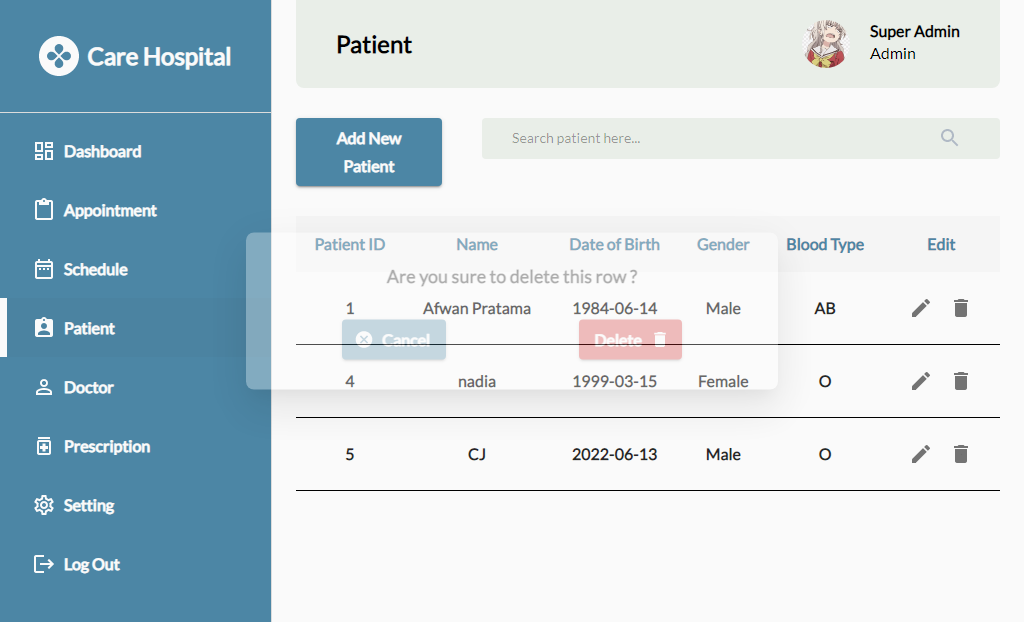 Care Hospital
Patient
Super Admin
Admin
Dashboard
Appointment
Schedule
Patient
Doctor
Prescription
Setting
Log Out
Add New
Patient
Search patient here...
Patient ID Name Date of Birth Gender Blood Type Edit
Are you sure to delete this row ?
1 Afwan Pratama 1984-06-14 Male AB
Cancel Delete
4 nadia 1999-03-15 Female O
5 CJ 2022-06-13 Male O